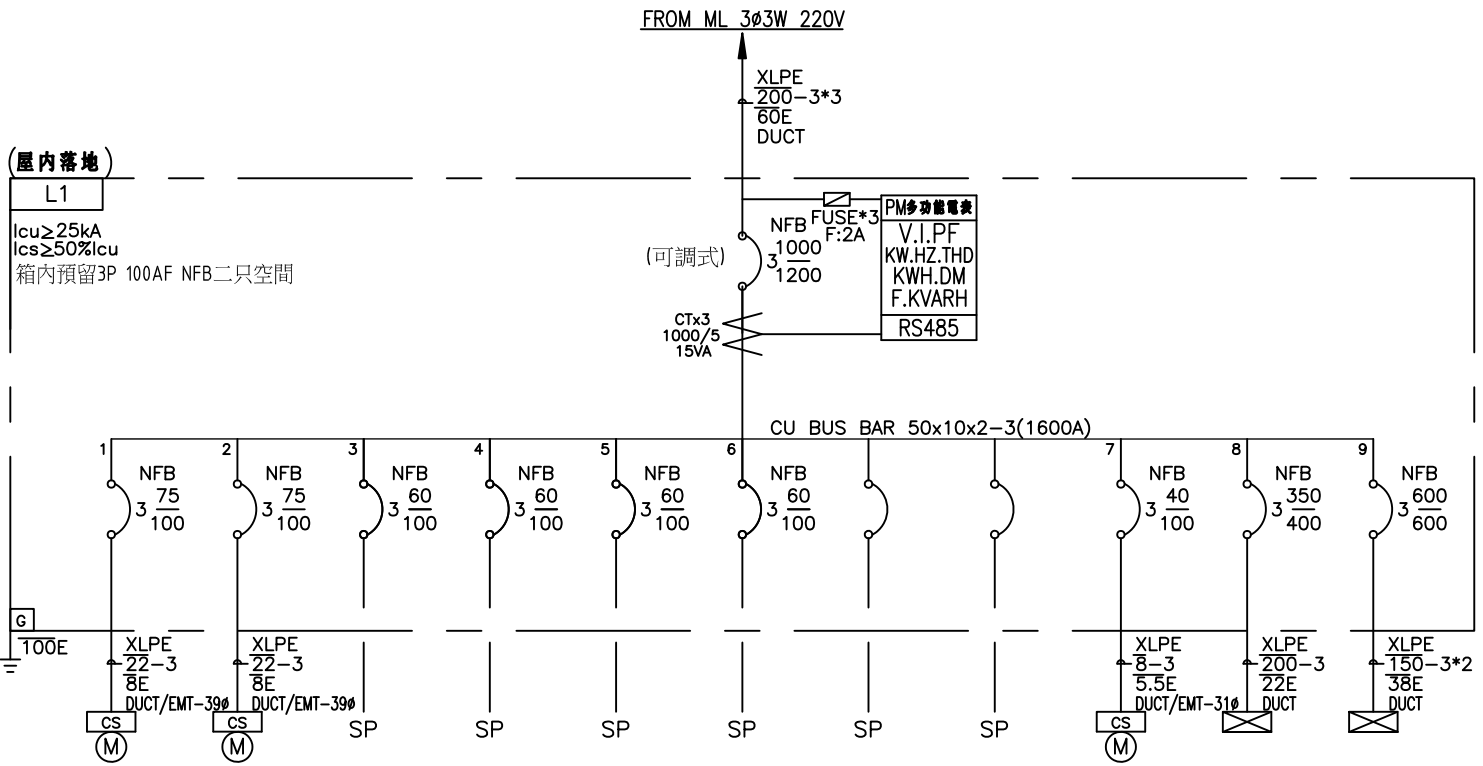 FROM ML 3ø3W 220V
XLPE
200-3*3
60E
DUCT
(屋內落地)
L1
Icu≥25kA
Ics≥50%Icu
箱內預留3P 100AF NFB二只空間
FUSE*3
F:2A
PM多功能電表
V.I.PF
KW.HZ.THD
KWH.DM
F.KVARH
RS485
(可調式)
NFB
3 1000
1200
CTx3
1000/5
15VA
CU BUS BAR 50x10x2-3(1600A)
1
NFB
3 75
100
2
NFB
3 75
100
3
NFB
3 60
100
4
NFB
3 60
100
5
NFB
3 60
100
6
NFB
3 60
100
7
NFB
3 40
100
8
NFB
3 350
400
9
NFB
3 600
600
G
100E
XLPE
22-3
8E
DUCT/EMT-39ø
CS
M
XLPE
22-3
8E
DUCT/EMT-39ø
CS
M
SP
SP
SP
SP
SP
SP
XLPE
8-3
5.5E
DUCT/EMT-31ø
CS
M
XLPE
200-3
22E
DUCT
XLPE
150-3*2
38E
DUCT